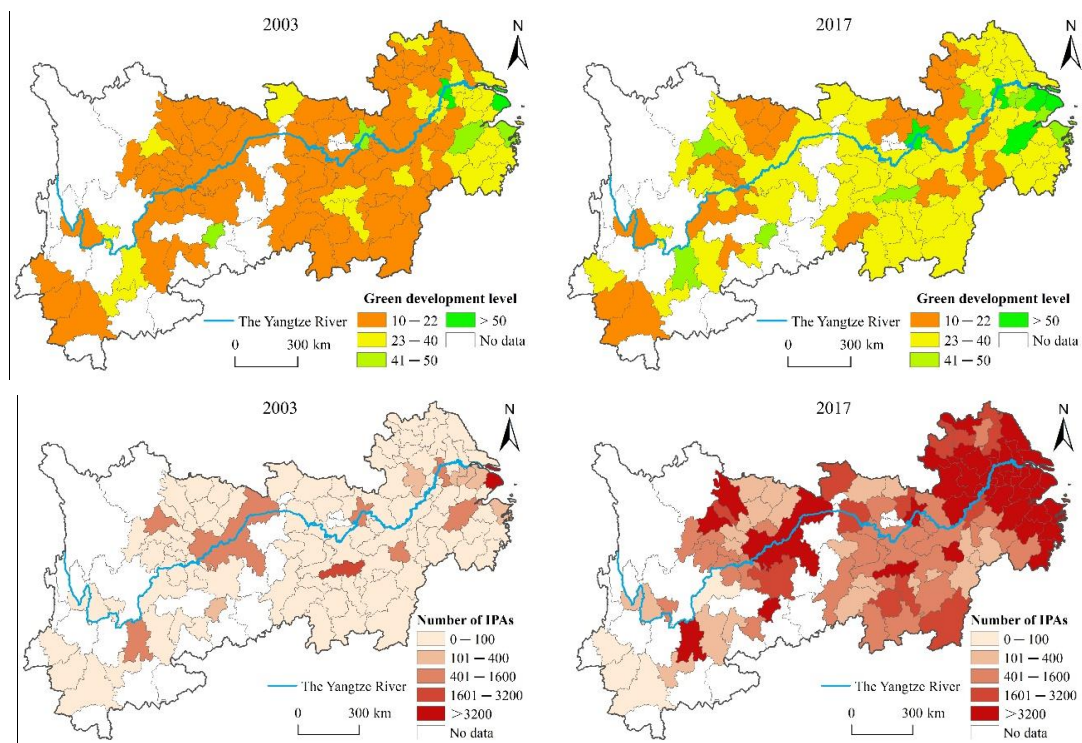 2003
N
Green development level
The Yangtze River
10－22
> 50
0
300 km
23－40
No data
41－50
2017
N
Green development level
The Yangtze River
10－22
> 50
0
300 km
23－40
No data
41－50
2003
N
Number of IPAs
0－100
101－400
401－1600
The Yangtze River
1601－3200
0
300 km
>3200
No data
2017
N
Number of IPAs
0－100
101－400
401－1600
The Yangtze River
1601－3200
0
300 km
>3200
No data